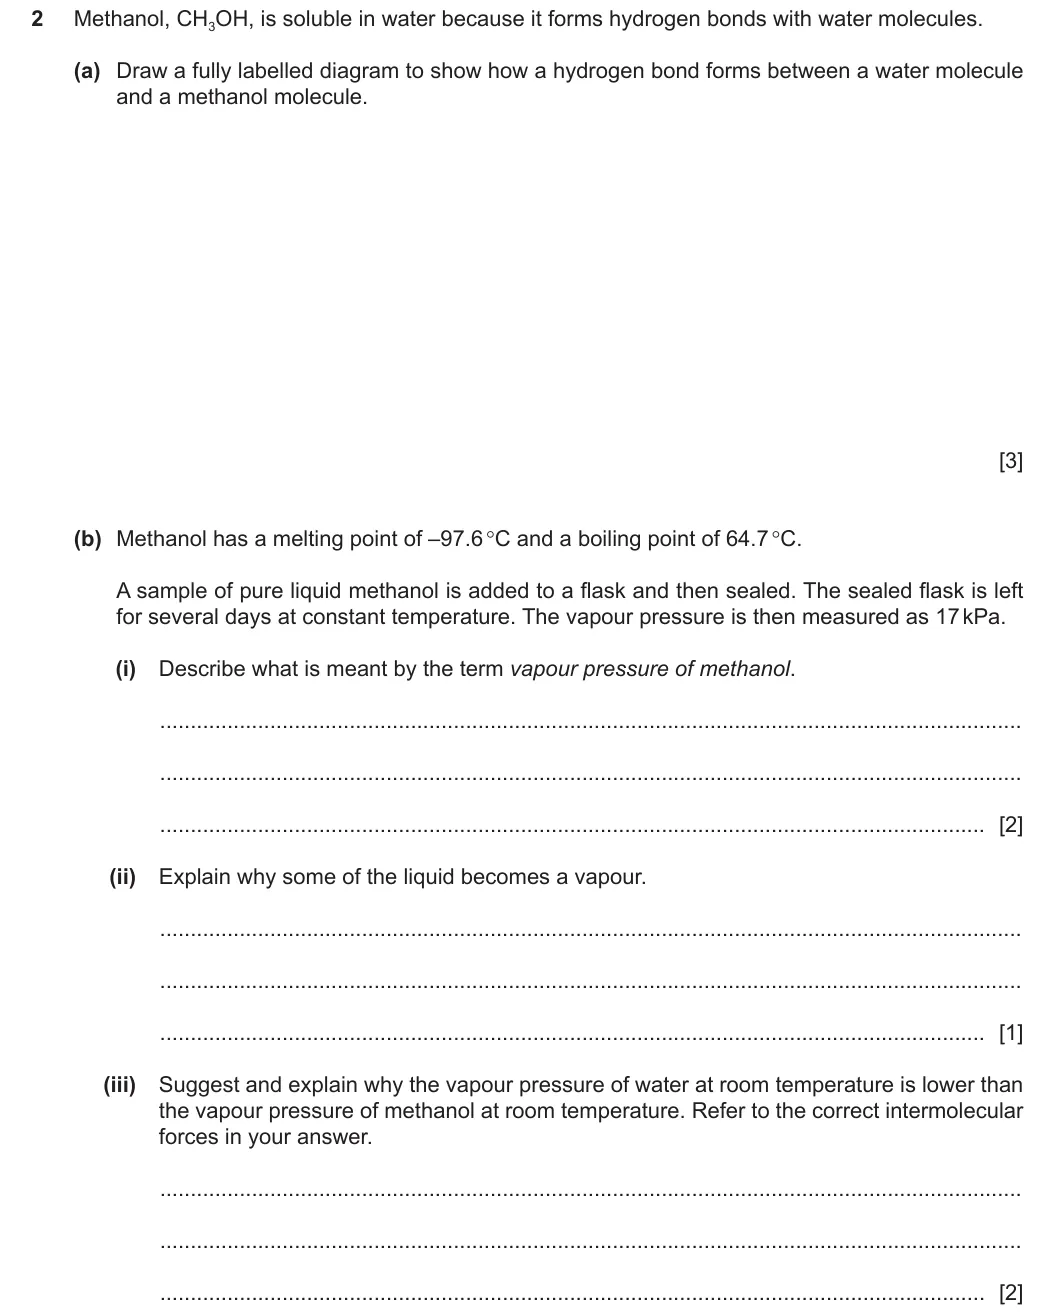 2 Methanol, CH₃OH, is soluble in water because it forms hydrogen bonds with water molecules.
(a) Draw a fully labelled diagram to show how a hydrogen bond forms between a water molecule
and a methanol molecule.
[3]
(b) Methanol has a melting point of –97.6 °C and a boiling point of 64.7 °C.
A sample of pure liquid methanol is added to a flask and then sealed. The sealed flask is left
for several days at constant temperature. The vapour pressure is then measured as 17 kPa.
(i) Describe what is meant by the term vapour pressure of methanol.
[2]
(ii) Explain why some of the liquid becomes a vapour.
[1]
(iii) Suggest and explain why the vapour pressure of water at room temperature is lower than
the vapour pressure of methanol at room temperature. Refer to the correct intermolecular
forces in your answer.
[2]